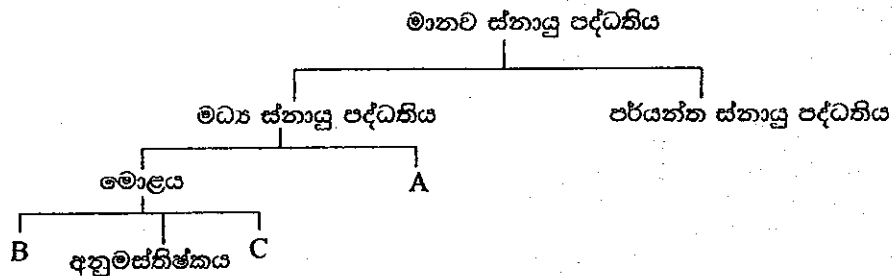 මානව ස්නායු පද්ධතිය
මධ්‍ය ස්නායු පද්ධතිය පර්යන්ත ස්නායු පද්ධතිය
මොළය A
B අනුමස්තිෂ්කය C